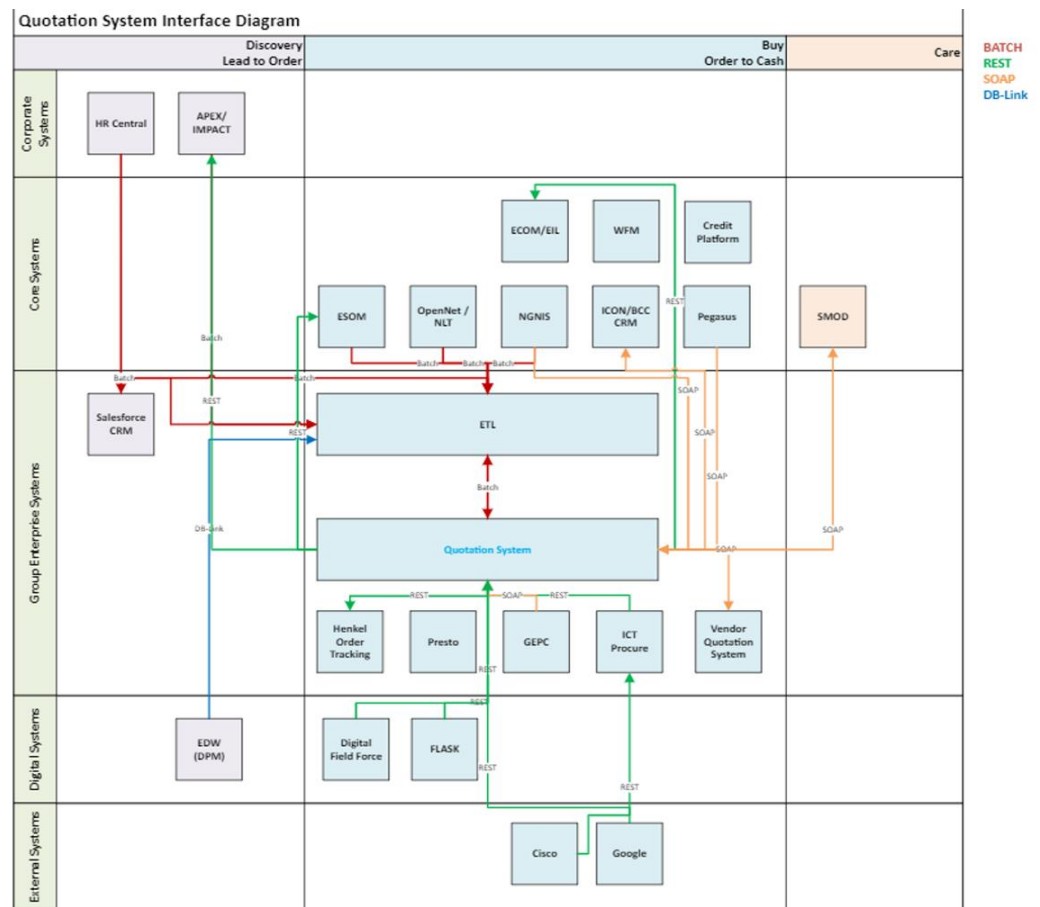 Quotation System Interface Diagram
Discovery
Lead to Order
Buy
Order to Cash
Care
BATCH
REST
SOAP
DB-Link
Corporate
Systems
HR Central
APEX/
IMPACT
Core Systems
ECOM/EIL
WFM
Credit
Platform
ESOM
OpenNet /
NLT
NGNIS
ICON/BCC
CRM
REST
Pegasus
SMOD
Batch
Batch
Batch
Batch
Group Enterprise Systems
Batch
Batch
SOAP
REST
Salesforce
CRM
REST
ETL
SOAP
SOAP
Batch
DB-Link
SOAP
Quotation System
SOAP
REST
SOAP
REST
Henkel
Order
Tracking
Presto
GEPC
ICT
Procure
Vendor
Quotation
System
REST
Digital Systems
REST
EDW
(DPM)
Digital
Field Force
FLASK
REST
REST
External Systems
Cisco
Google